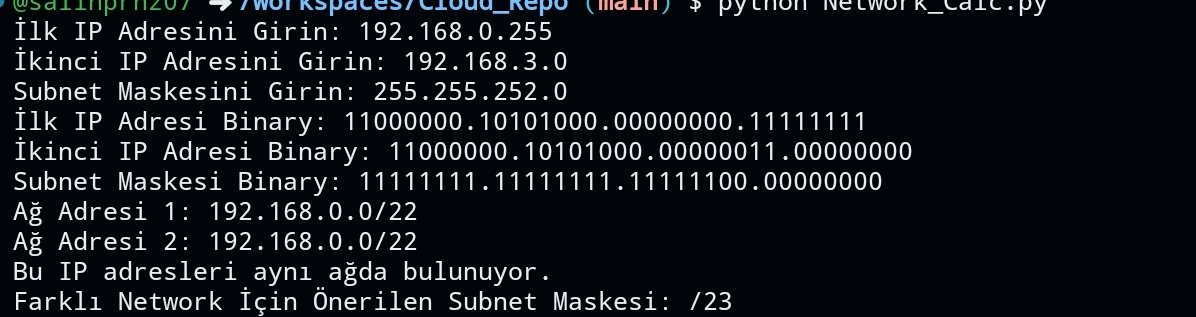 @salihprhz07 ➜ /workspaces/Cloud_Repo (main) $ python Network_Calc.py
İlk IP Adresini Girin: 192.168.0.255
İkinci IP Adresini Girin: 192.168.3.0
Subnet Maskesini Girin: 255.255.252.0
İlk IP Adresi Binary: 11000000.10101000.00000000.11111111
İkinci IP Adresi Binary: 11000000.10101000.00000011.00000000
Subnet Maskesi Binary: 11111111.11111111.11111100.00000000
Ağ Adresi 1: 192.168.0.0/22
Ağ Adresi 2: 192.168.0.0/22
Bu IP adresleri aynı ağda bulunuyor.
Farklı Network İçin Önerilen Subnet Maskesi: /23